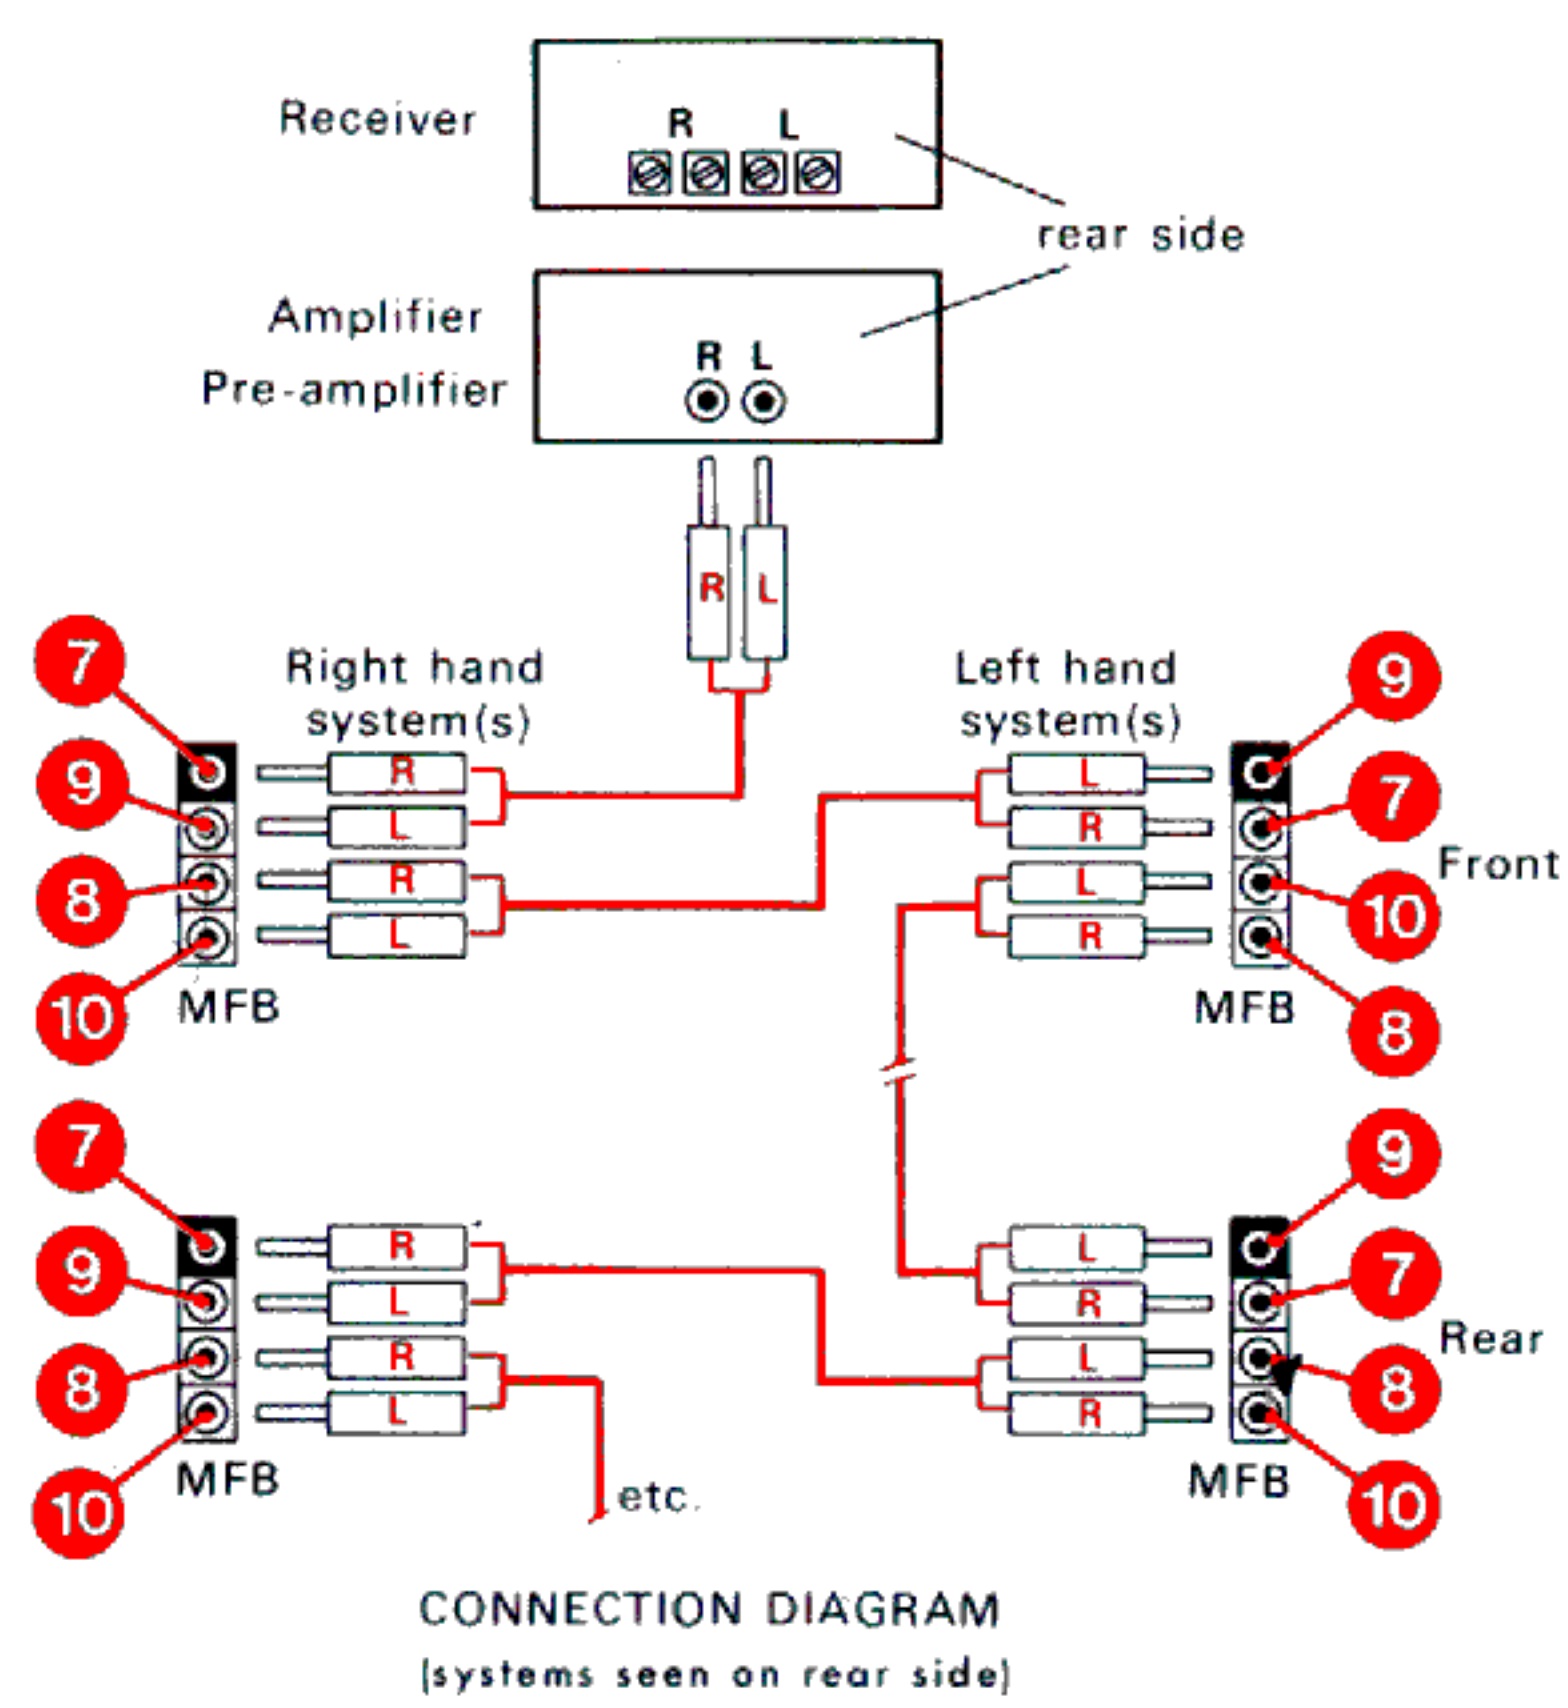 Receiver
R L
rear side
Amplifier
Pre-amplifier
R L
R L
Right hand
system(s)
Left hand
system(s)
7
9
8
10
R
L
R
L
MFB
L
R
L
R
9
7
10
8
Front
MFB
7
9
8
10
R
L
R
L
MFB
L
R
L
R
9
7
8
10
Rear
MFB
etc.
CONNECTION DIAGRAM
(systems seen on rear side)